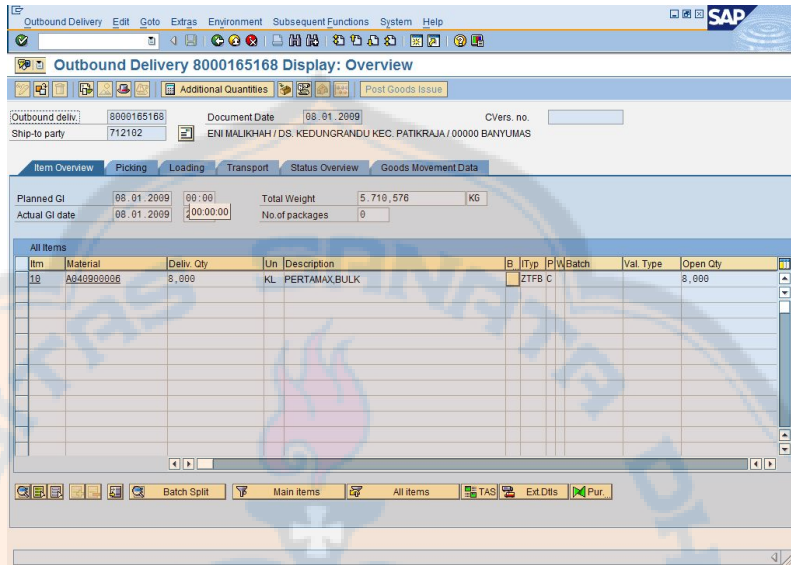 Outbound Delivery Edit Goto Extras Environment Subsequent Functions System Help
SAP
Outbound Delivery 8000165168 Display: Overview
Additional Quantities Post Goods Issue
Outbound deliv. 8000165168 Document Date 08.01.2009 CVers. no.
Ship-to party 712102 ENI MALIKHAH / DS. KEDUNGRANDU KEC. PATIKRAJA / 00000 BANYUMAS
Item Overview Picking Loading Transport Status Overview Goods Movement Data
Planned GI 08.01.2009 00:00 Total Weight 5.710,576 KG
Actual GI date 08.01.2009 00:00:00 No.of packages 0
All Items
Itm Material Deliv. Qty Un Description B.. ITyp P W Batch Val. Type Open Qty
10 A040900006 8,000 KL PERTAMAX,BULK ZTFB C 8,000
SANATA DH
Batch Split Main items All items TAS Ext.Dtls Pur...